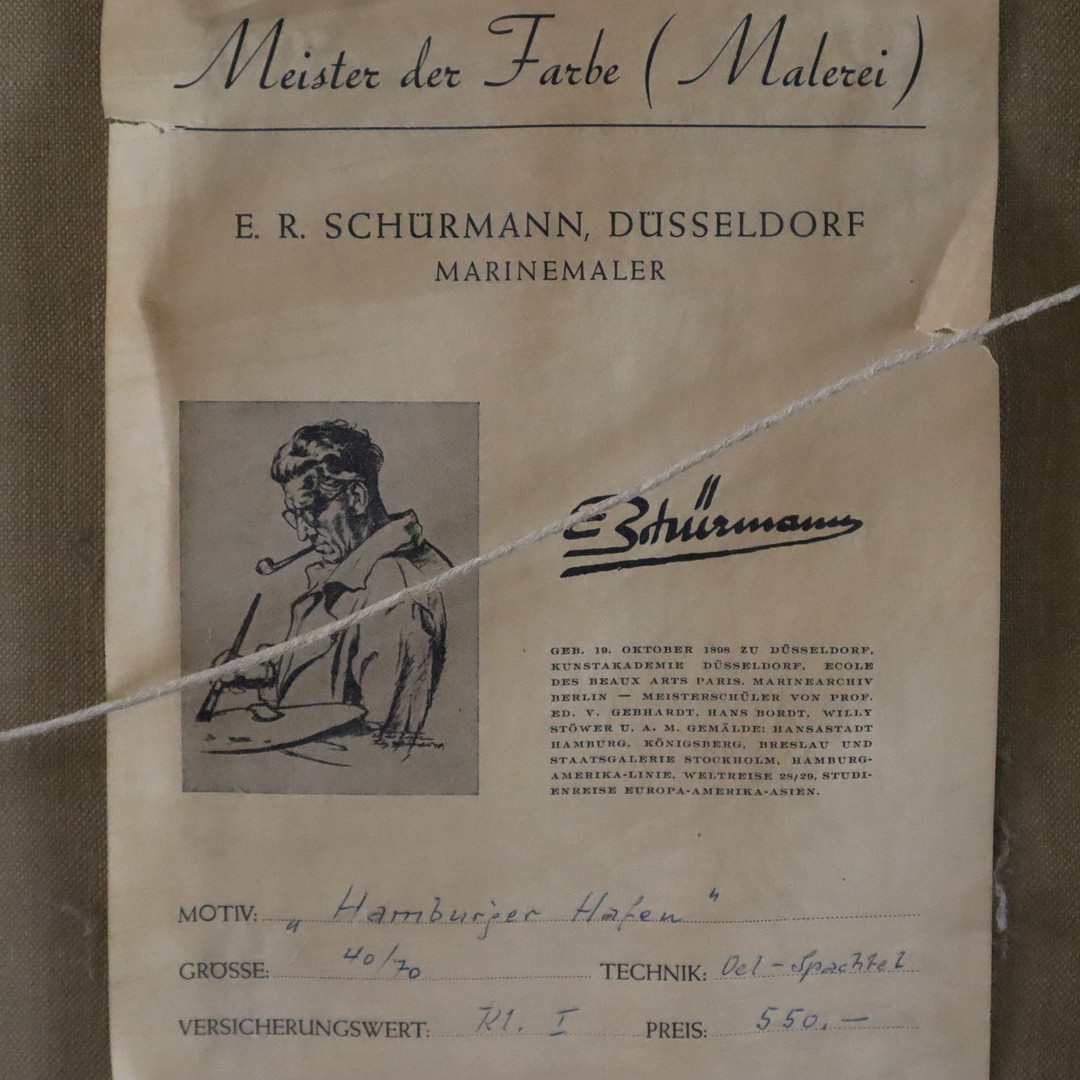 Meister der Farbe ( Malerei )
E. R. SCHÜRMANN, DÜSSELDORF
MARINEMALER
E Schürmann
GEB. 19. OKTOBER 1898 ZU DÜSSELDORF,
KUNSTAKADEMIE DÜSSELDORF, ECOLE
DES BEAUX ARTS PARIS. MARINEARCHIV
BERLIN — MEISTERSCHÜLER VON PROF.
ED. V. GEBHARDT, HANS BORDT, WILLY
STÖWER U. A. M. GEMÄLDE: HANSASTADT
HAMBURG, KÖNIGSBERG, BRESLAU UND
STAATSGALERIE STOCKHOLM, HAMBURG-
AMERIKA-LINIE, WELTREISE 28/29, STUDI-
ENREISE EUROPA-AMERIKA-ASIEN.
MOTIV: „ Hamburger Hafen "
GRÖSSE: 40/70 TECHNIK: Oel - Spachtel
VERSICHERUNGSWERT: Kl. I PREIS: 550.—